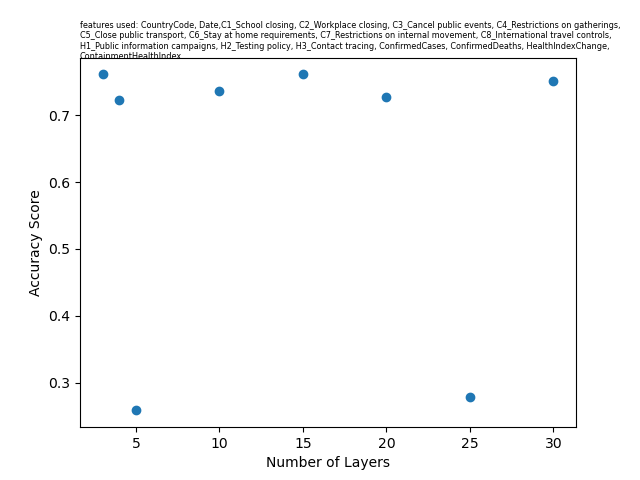 features used: CountryCode, Date,C1_School closing, C2_Workplace closing, C3_Cancel public events, C4_Restrictions on gatherings,
C5_Close public transport, C6_Stay at home requirements, C7_Restrictions on internal movement, C8_International travel controls,
H1_Public information campaigns, H2_Testing policy, H3_Contact tracing, ConfirmedCases, ConfirmedDeaths, HealthIndexChange,
ContainmentHealthIndex
0.7
0.6
0.5
0.4
0.3
Accuracy Score
5 10 15 20 25 30
Number of Layers